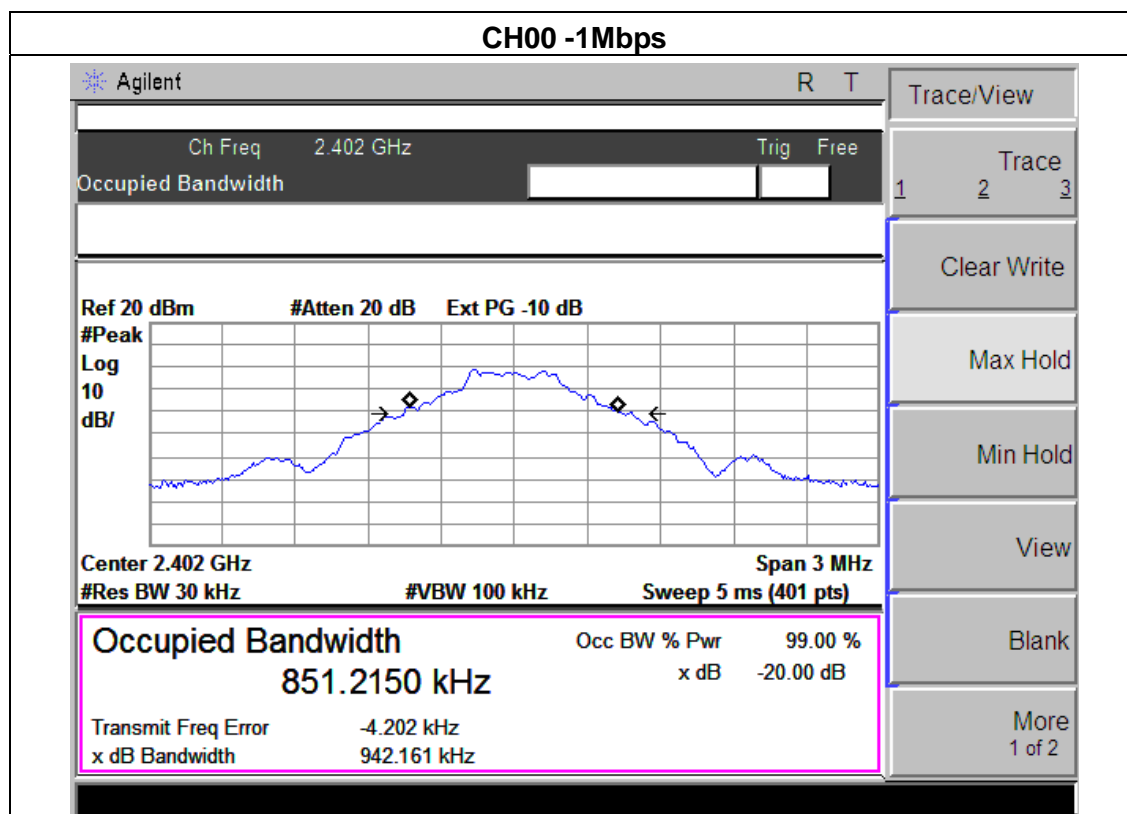 CH00 -1Mbps
Agilent R T
Ch Freq 2.402 GHz Trig Free
Occupied Bandwidth
Ref 20 dBm #Atten 20 dB Ext PG -10 dB
#Peak
Log
10
dB/
Center 2.402 GHz Span 3 MHz
#Res BW 30 kHz #VBW 100 kHz Sweep 5 ms (401 pts)
Occupied Bandwidth Occ BW % Pwr 99.00 %
851.2150 kHz x dB -20.00 dB
Transmit Freq Error -4.202 kHz
x dB Bandwidth 942.161 kHz
Trace/View
Trace
1 2 3
Clear Write
Max Hold
Min Hold
View
Blank
More
1 of 2